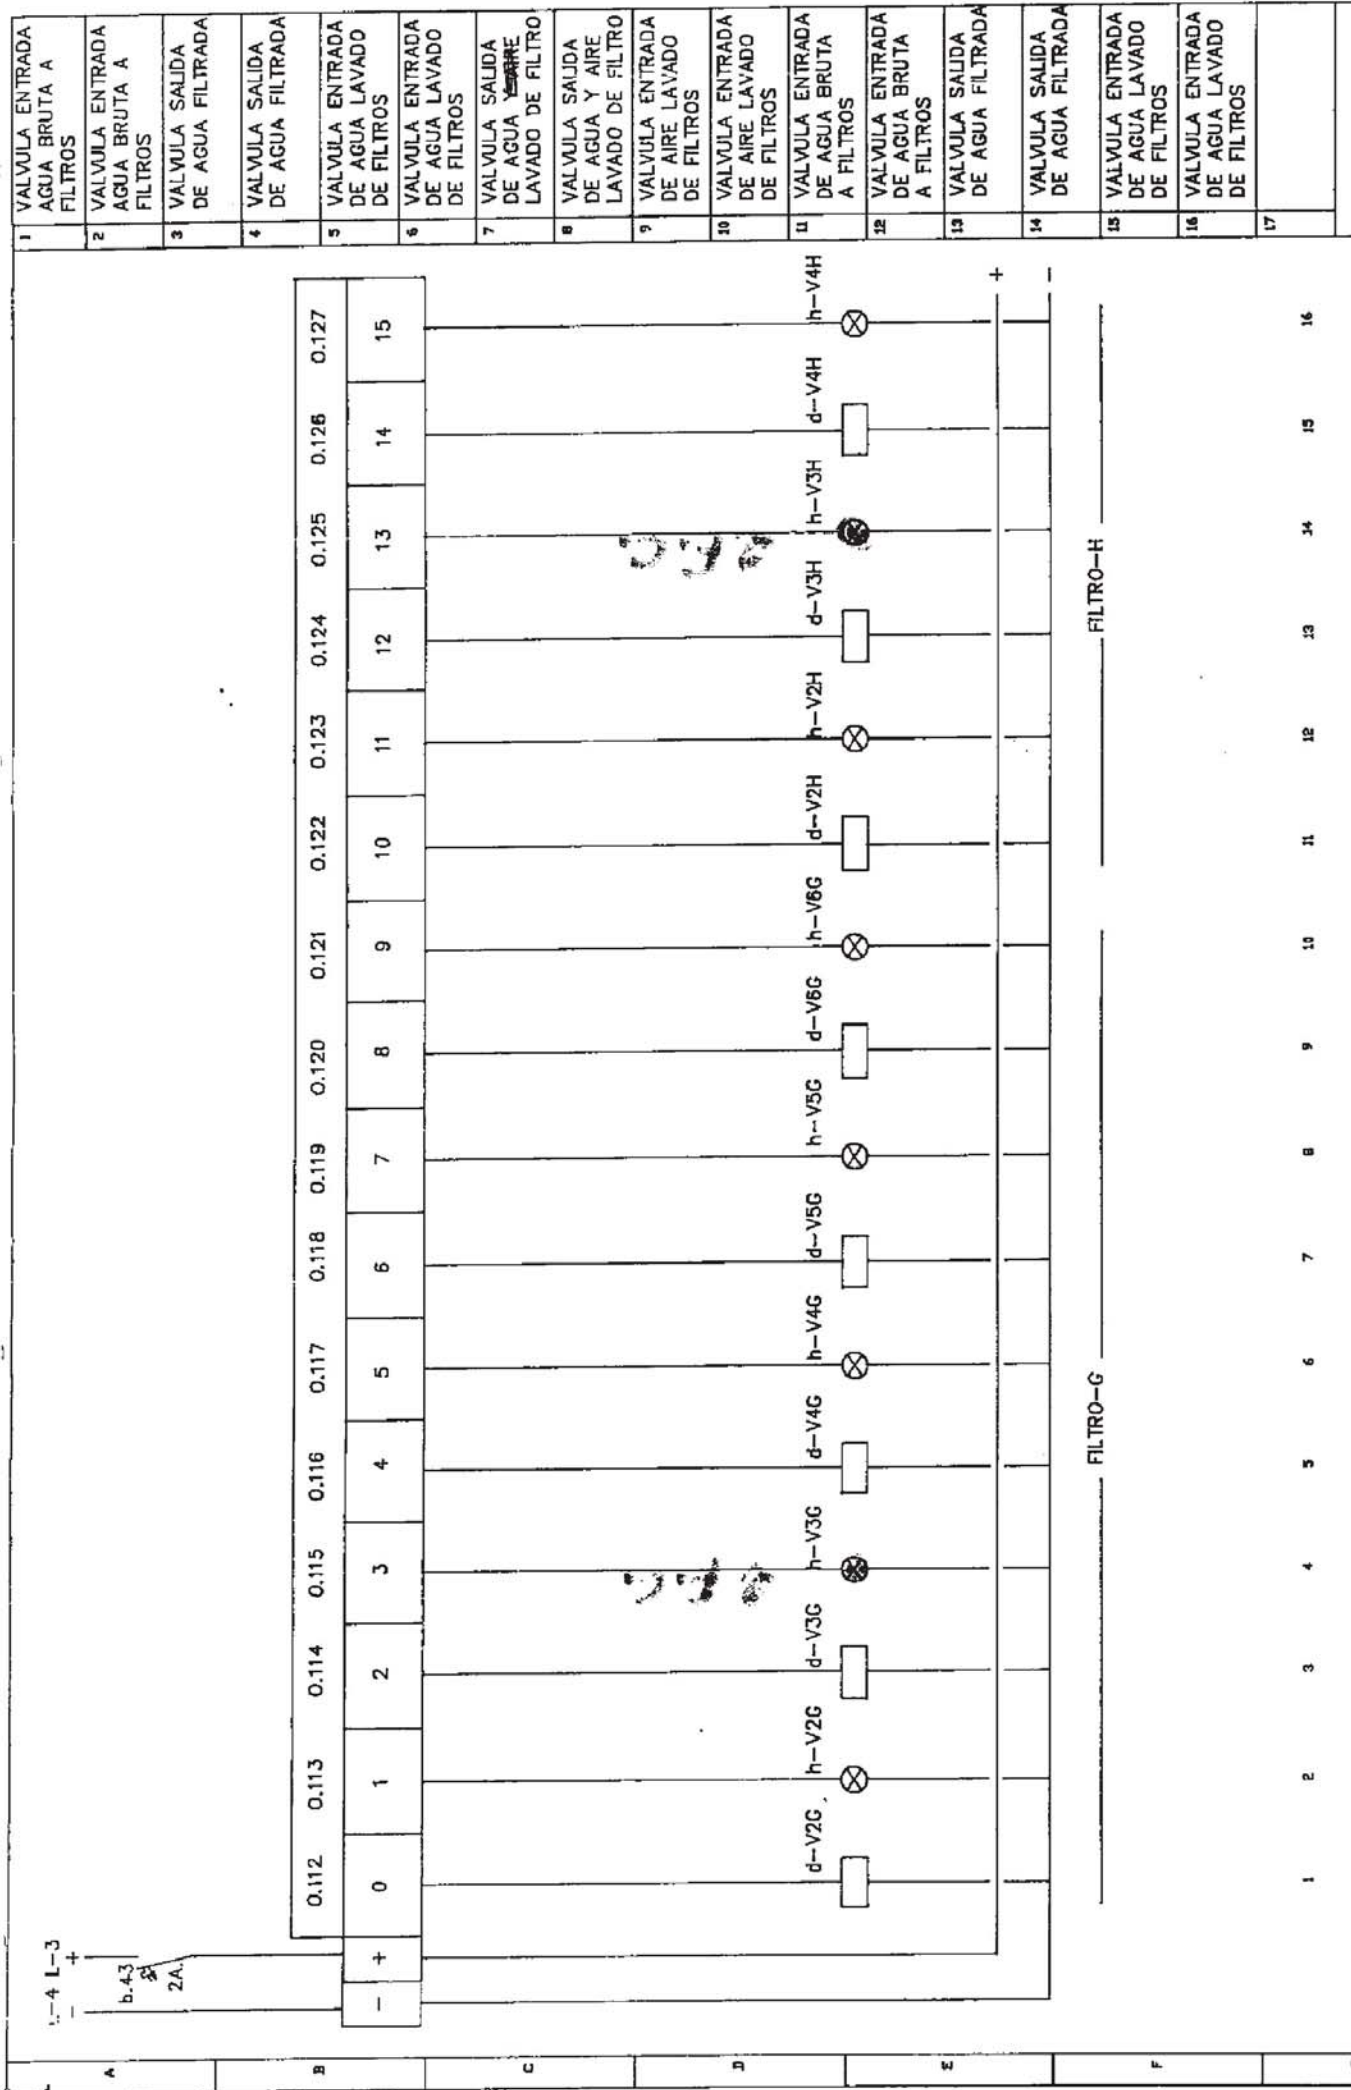 L-4 L-3
- +
b.43
2A.
- +
0.112 0.113 0.114 0.115 0.116 0.117 0.118 0.119 0.120 0.121 0.122 0.123 0.124 0.125 0.126 0.127
0 1 2 3 4 5 6 7 8 9 10 11 12 13 14 15
d-V2G h-V2G d-V3G h-V3G d-V4G h-V4G d-V5G h-V5G d-V6G h-V6G d-V2H h-V2H d-V3H h-V3H d-V4H h-V4H
+
-
FILTRO-G FILTRO-H
1 2 3 4 5 6 7 8 9 10 11 12 13 14 15 16
A
B
C
D
E
F
1 VALVULA ENTRADA
AGUA BRUTA A
FILTROS
2 VALVULA ENTRADA
AGUA BRUTA A
FILTROS
3 VALVULA SALIDA
DE AGUA FILTRADA
4 VALVULA SALIDA
DE AGUA FILTRADA
5 VALVULA ENTRADA
DE AGUA LAVADO
DE FILTROS
6 VALVULA ENTRADA
DE AGUA LAVADO
DE FILTROS
7 VALVULA SALIDA
DE AGUA Y AIRE
LAVADO DE FILTRO
8 VALVULA SALIDA
DE AGUA Y AIRE
LAVADO DE FILTRO
9 VALVULA ENTRADA
DE AIRE LAVADO
DE FILTROS
10 VALVULA ENTRADA
DE AIRE LAVADO
DE FILTROS
11 VALVULA ENTRADA
DE AGUA BRUTA
A FILTROS
12 VALVULA ENTRADA
DE AGUA BRUTA
A FILTROS
13 VALVULA SALIDA
DE AGUA FILTRADA
14 VALVULA SALIDA
DE AGUA FILTRADA
15 VALVULA ENTRADA
DE AGUA LAVADO
DE FILTROS
16 VALVULA ENTRADA
DE AGUA LAVADO
DE FILTROS
17